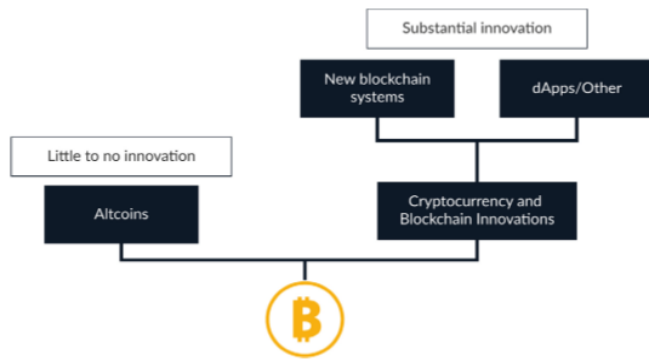 Substantial innovation
New blockchain
systems
dApps/Other
Little to no innovation
Altcoins
Cryptocurrency and
Blockchain Innovations